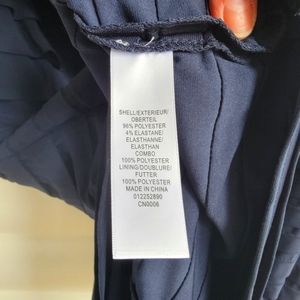 SHELL/EXTERIEUR/
OBERTEIL
96% POLYESTER
4% ELASTANE/
ELASTHANNE/
ELASTHAN
COMBO
100% POLYESTER
LINING/DOUBLURE/
FUTTER
100% POLYESTER
MADE IN CHINA
012252890
CN0006